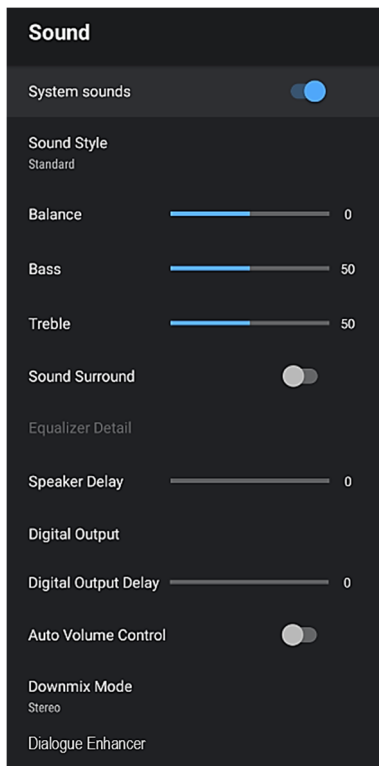 Sound
System sounds
Sound Style
Standard
Balance 0
Bass 50
Treble 50
Sound Surround
Equalizer Detail
Speaker Delay 0
Digital Output
Digital Output Delay 0
Auto Volume Control
Downmix Mode
Stereo
Dialogue Enhancer